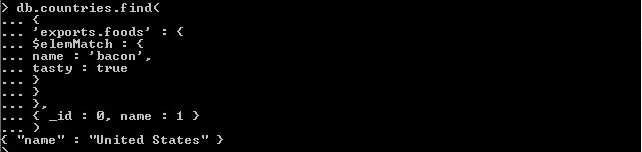 > db.countries.find(
... {
... 'exports.foods' : {
... $elemMatch : {
... name : 'bacon',
... tasty : true
... }
... }
... },
... { _id : 0, name : 1 }
... )
{ "name" : "United States" }
>